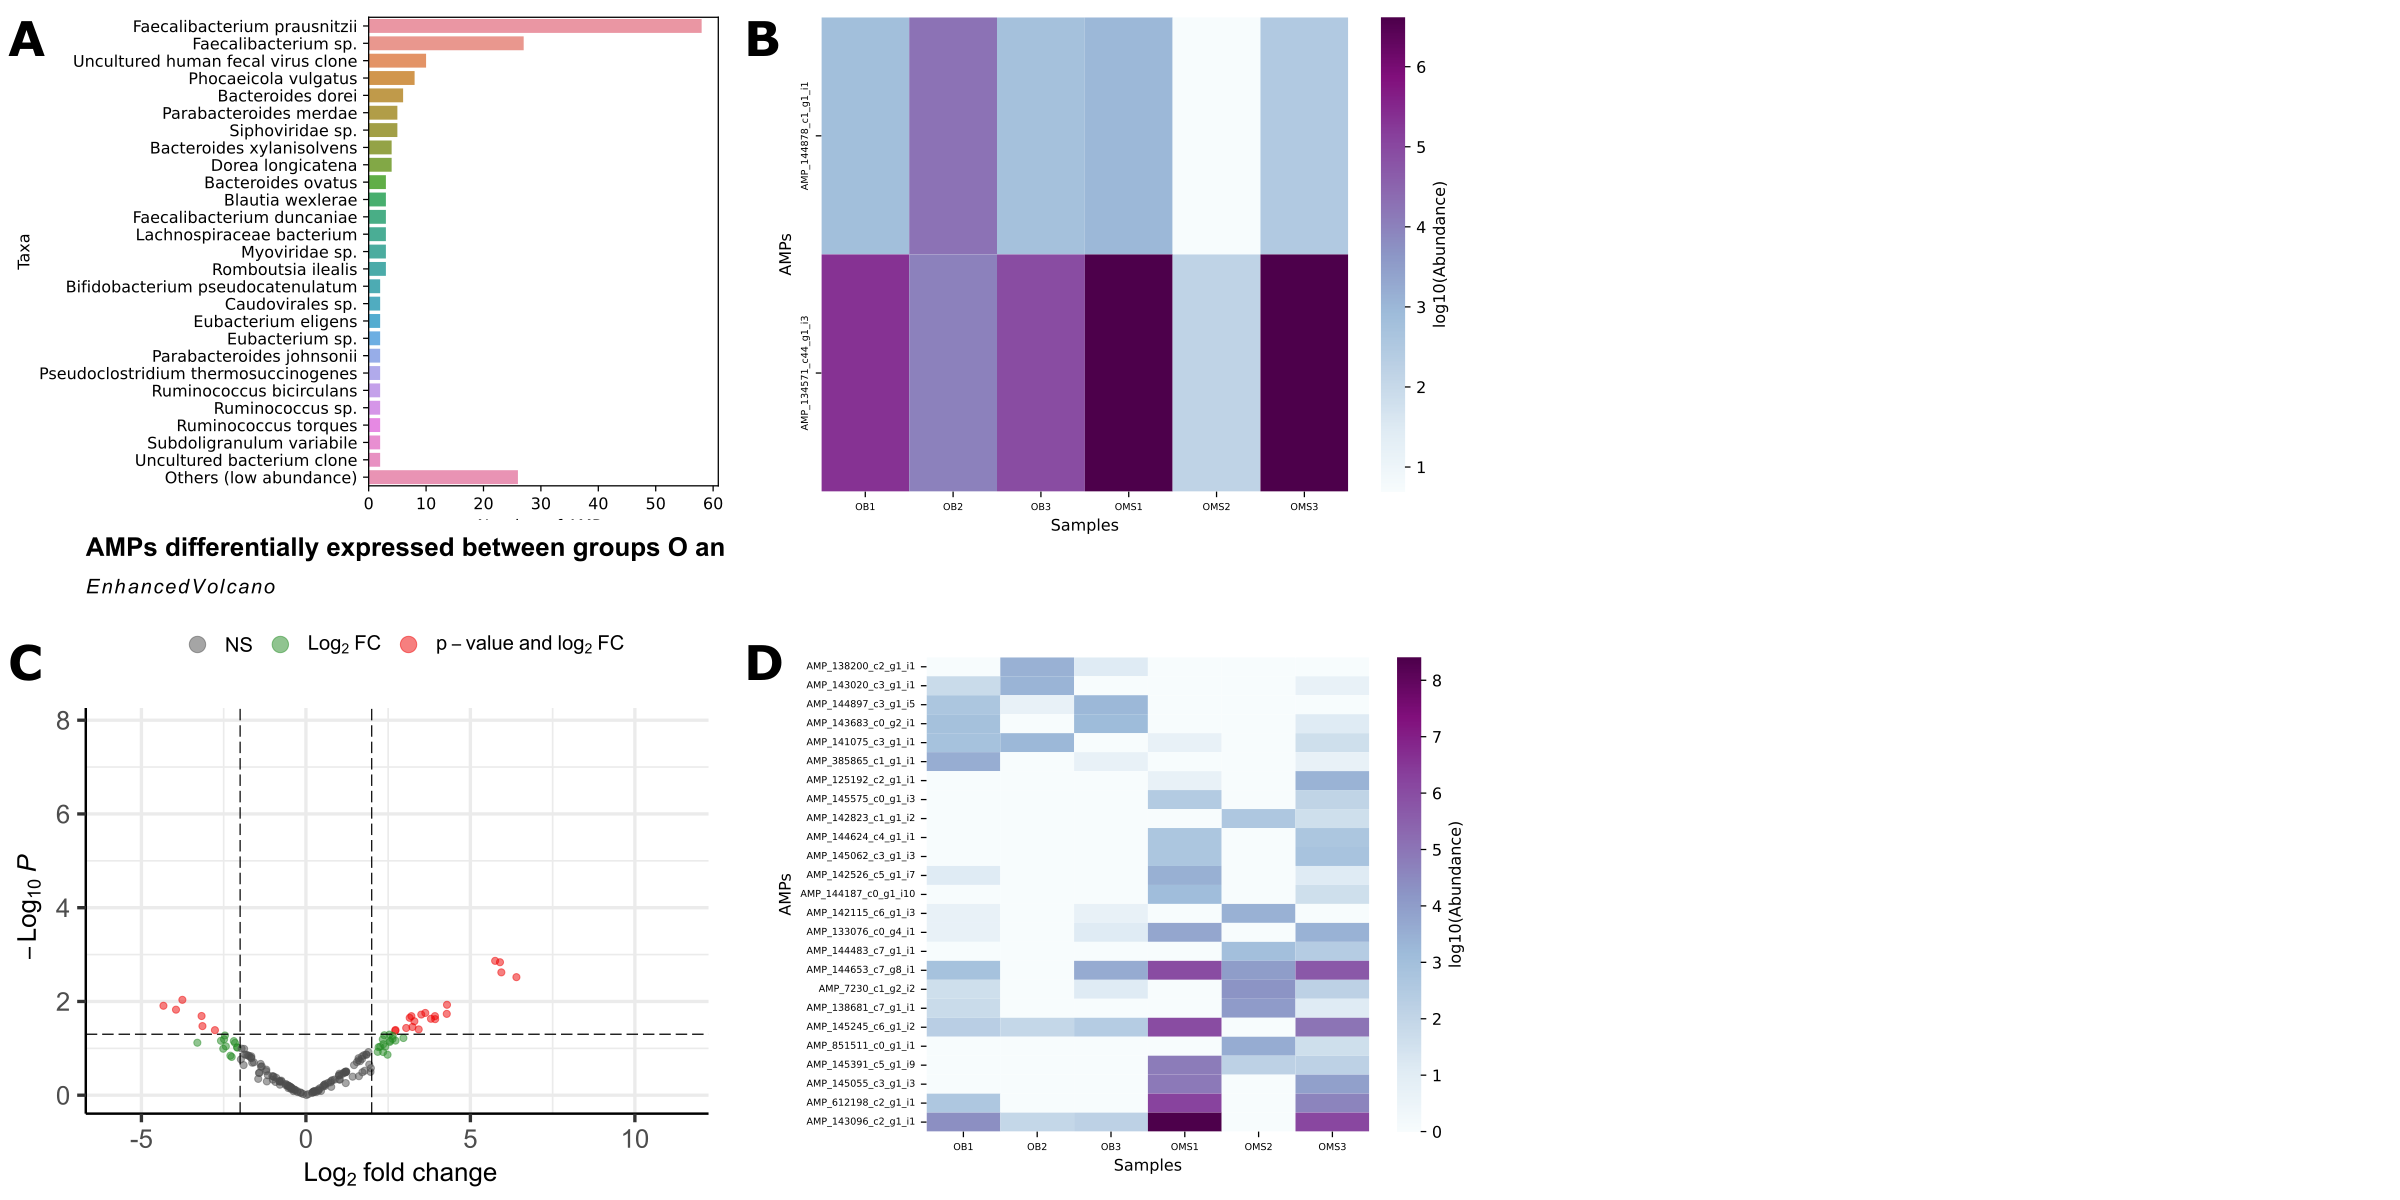 A
Faecalibacterium prausnitzii
Faecalibacterium sp.
Uncultured human fecal virus clone
Phocaeicola vulgatus
Bacteroides dorei
Parabacteroides merdae
Siphoviridae sp.
Bacteroides xylanisolvens
Dorea longicatena
Bacteroides ovatus
Blautia wexlerae
Faecalibacterium duncaniae
Lachnospiraceae bacterium
Myoviridae sp.
Romboutsia ilealis
Bifidobacterium pseudocatenulatum
Caudovirales sp.
Eubacterium eligens
Eubacterium sp.
Parabacteroides johnsonii
Pseudoclostridium thermosuccinogenes
Ruminococcus bicirculans
Ruminococcus sp.
Ruminococcus torques
Subdoligranulum variabile
Uncultured bacterium clone
Others (low abundance)
Taxa
0 10 20 30 40 50 60
B
AMP_144878_c1_g1_i1
AMP_134571_c44_g1_i3
AMPs
OB1 OB2 OB3 OMS1 OMS2 OMS3
Samples
6
5
4
3
2
1
log10(Abundance)
AMPs differentially expressed between groups O an
EnhancedVolcano
C
NS Log2 FC p – value and log2 FC
8
6
4
2
0
–Log10 P
-5 0 5 10
Log2 fold change
D
AMP_138200_c2_g1_i1
AMP_143020_c3_g1_i1
AMP_144897_c3_g1_i5
AMP_143683_c0_g2_i1
AMP_141075_c3_g1_i1
AMP_385865_c1_g1_i1
AMP_125192_c2_g1_i1
AMP_145575_c0_g1_i3
AMP_142823_c1_g1_i2
AMP_144624_c4_g1_i1
AMP_145062_c3_g1_i3
AMP_142526_c5_g1_i7
AMP_144187_c0_g1_i10
AMP_142115_c6_g1_i3
AMP_133076_c0_g4_i1
AMP_144483_c7_g1_i1
AMP_144653_c7_g8_i1
AMP_7230_c1_g2_i2
AMP_138681_c7_g1_i1
AMP_145245_c6_g1_i2
AMP_851511_c0_g1_i1
AMP_145391_c5_g1_i9
AMP_145055_c3_g1_i3
AMP_612198_c2_g1_i1
AMP_143096_c2_g1_i1
AMPs
OB1 OB2 OB3 OMS1 OMS2 OMS3
Samples
8
7
6
5
4
3
2
1
0
log10(Abundance)